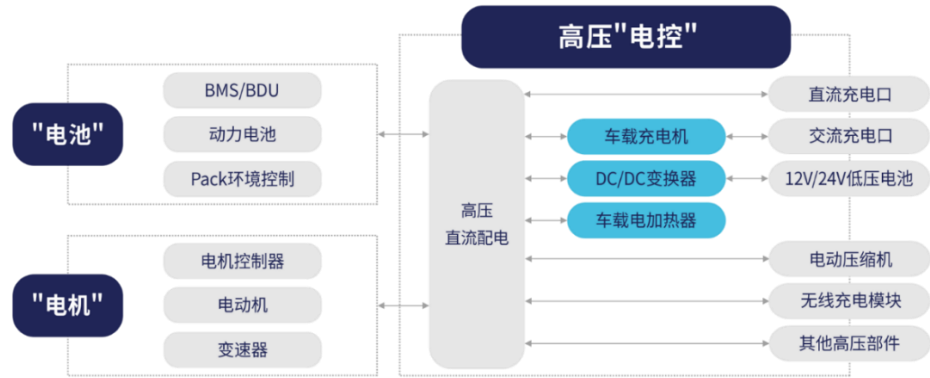 高压"电控"
"电池"
BMS/BDU
动力电池
Pack环境控制
"电机"
电机控制器
电动机
变速器
高压
直流配电
车载充电机
DC/DC变换器
车载电加热器
直流充电口
交流充电口
12V/24V低压电池
电动压缩机
无线充电模块
其他高压部件